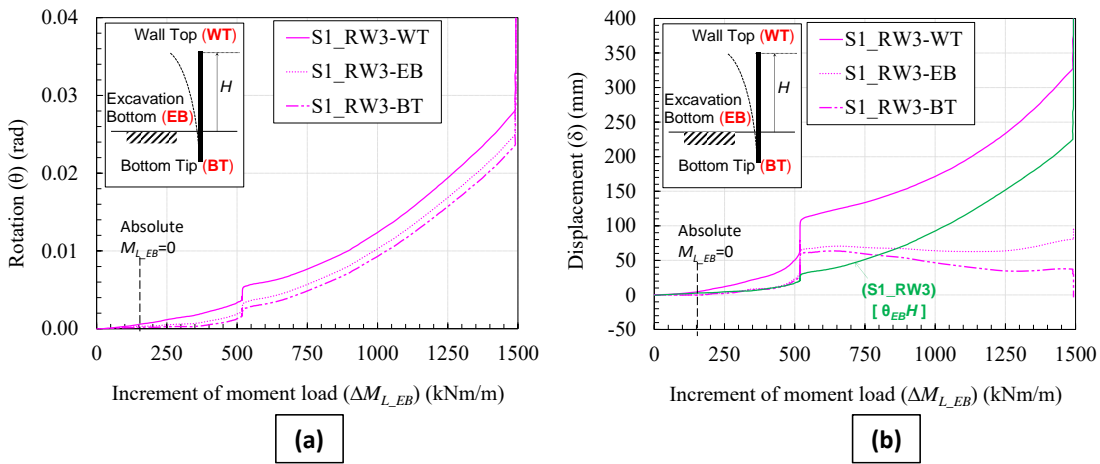 0.04
0.03
0.02
0.01
0.00
Rotation (θ) (rad)
Wall Top (WT)
H
Excavation
Bottom (EB)
Bottom Tip (BT)
S1_RW3-WT
S1_RW3-EB
S1_RW3-BT
Absolute
M_L_EB=0
0 250 500 750 1000 1250 1500
Increment of moment load (ΔM_L_EB) (kNm/m)
(a)
400
350
300
250
200
150
100
50
0
-50
Displacement (δ) (mm)
Wall Top (WT)
H
Excavation
Bottom (EB)
Bottom Tip (BT)
S1_RW3-WT
S1_RW3-EB
S1_RW3-BT
Absolute
M_L_EB=0
(S1_RW3)
[ θ_EB H ]
0 250 500 750 1000 1250 1500
Increment of moment load (ΔM_L_EB) (kNm/m)
(b)